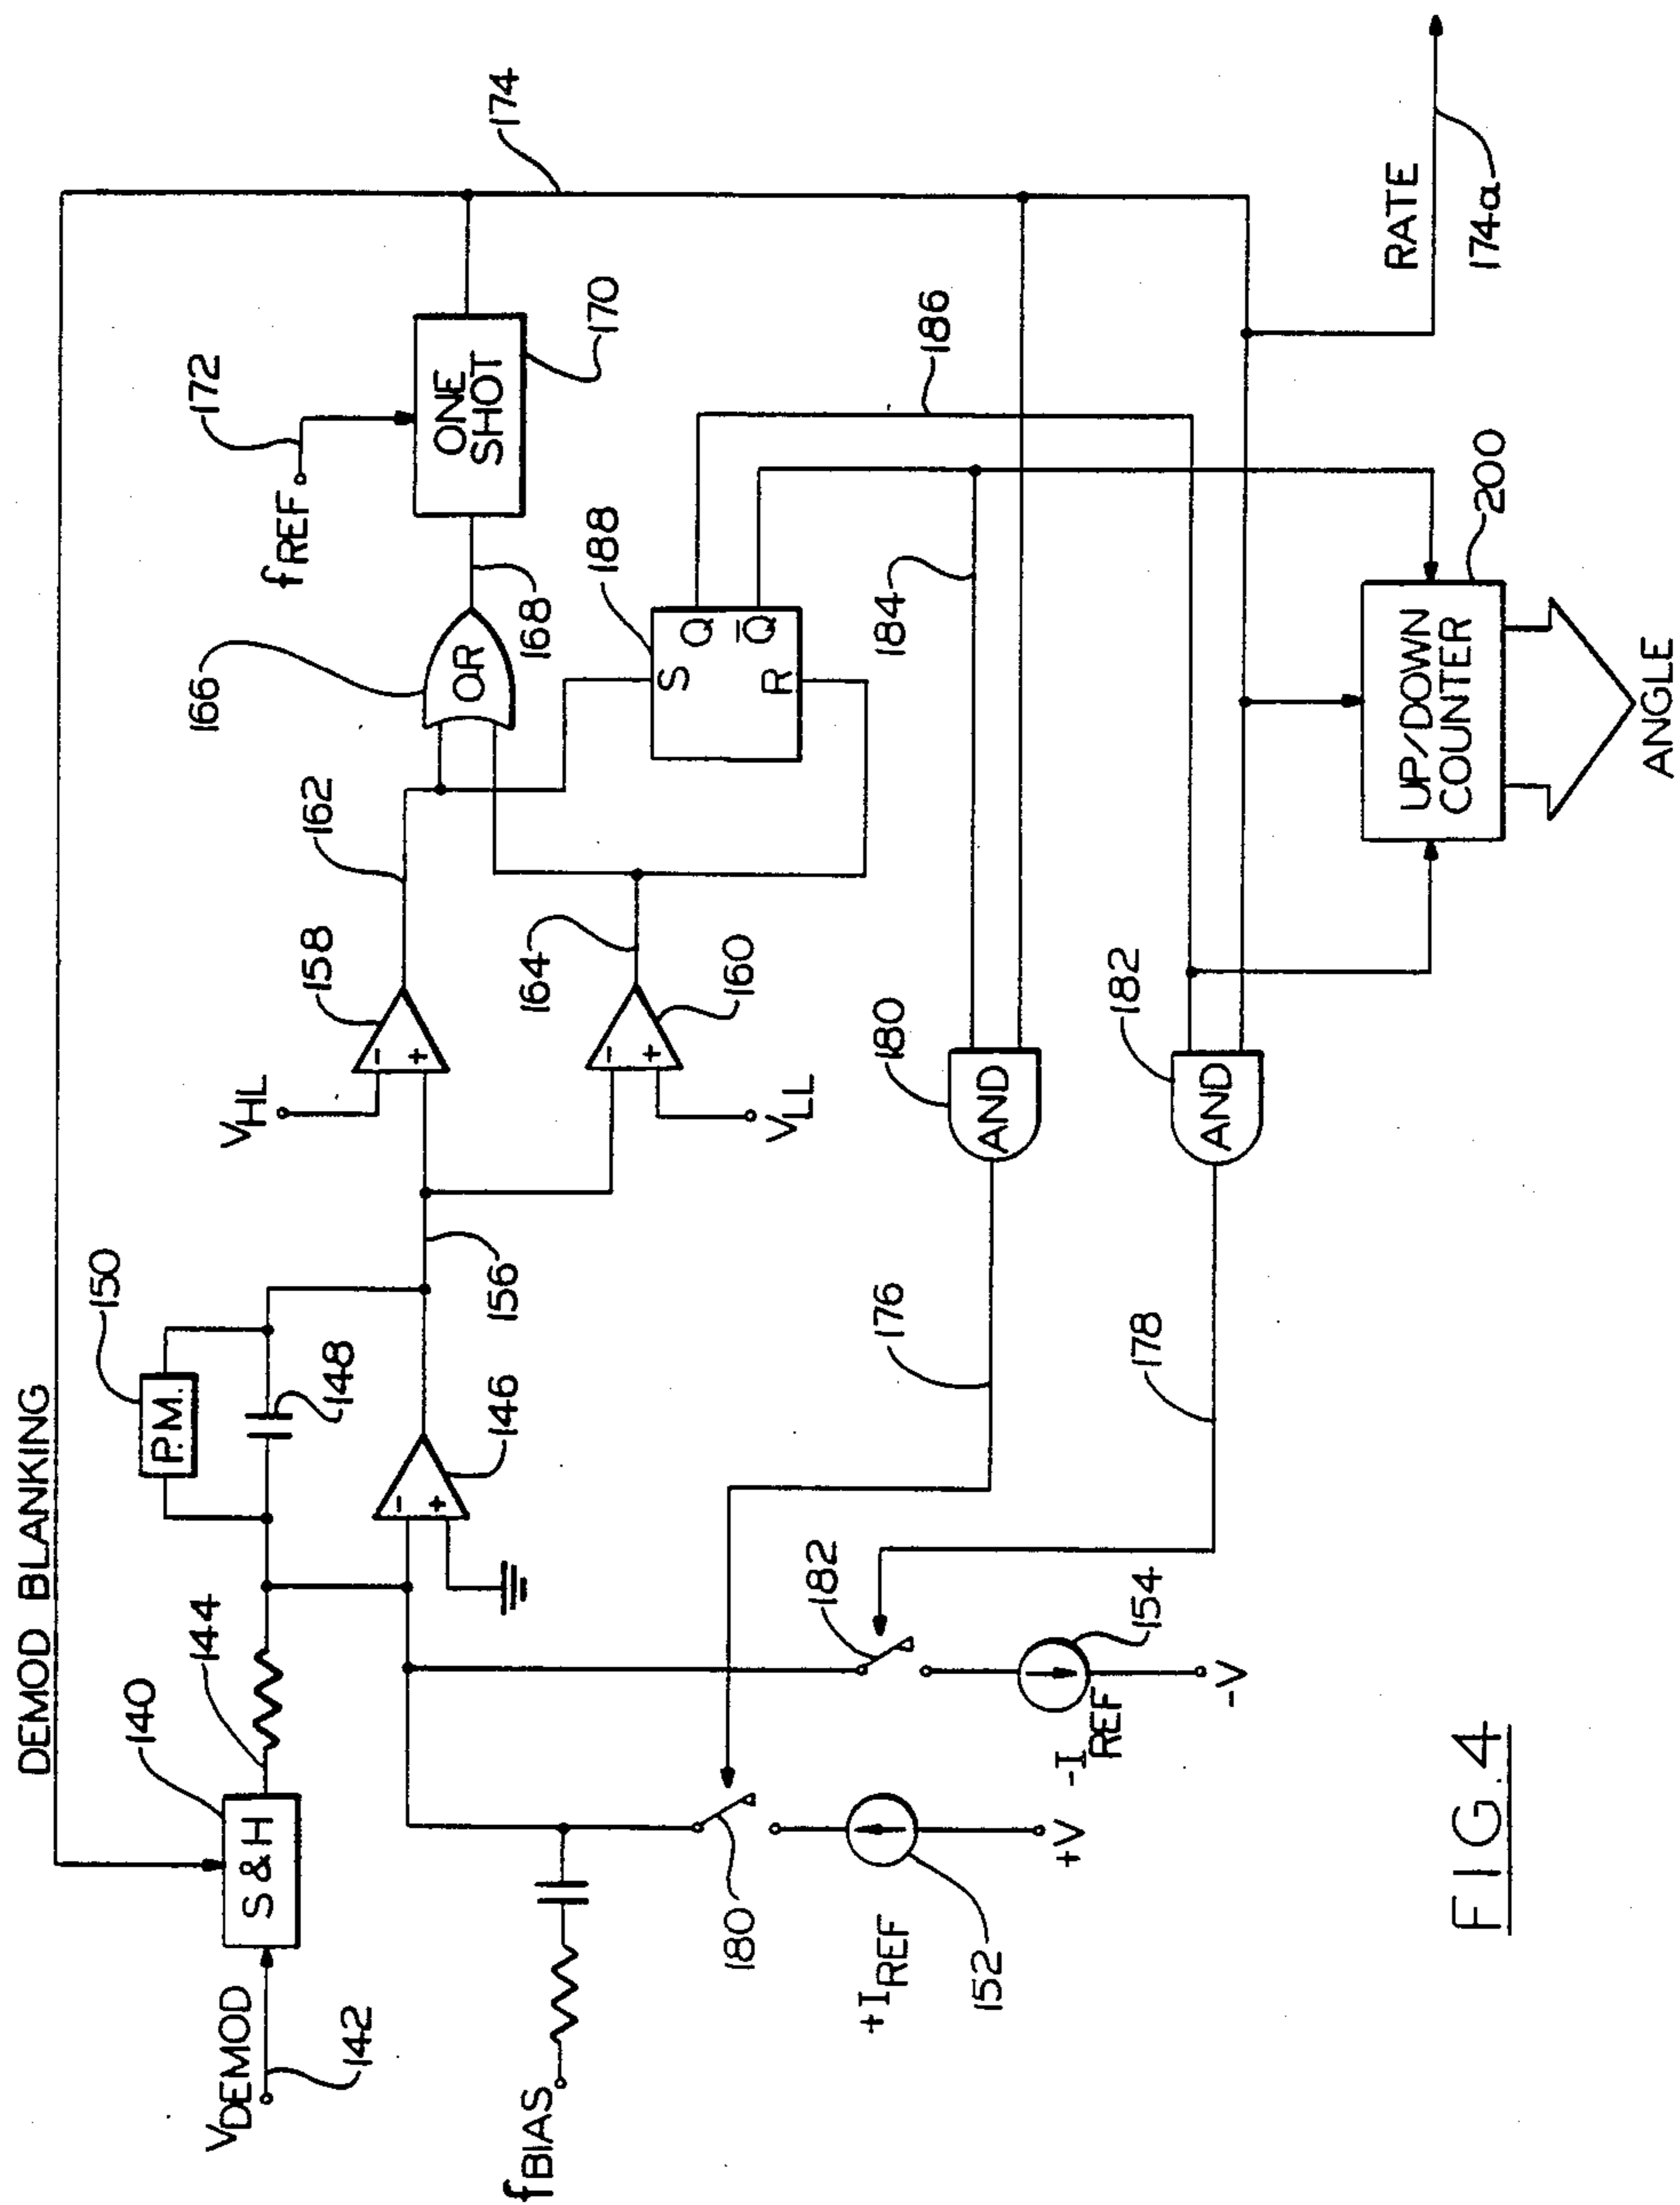 DEMOD BLANKING
VDEMOD
142
140
S & H
144
150
P.M.
148
146
-
+
156
VHL
158
-
+
162
VLL
160
-
+
164
166
OR
168
fREF
172
ONE
SHOT
170
174
188
S
Q
Q̅
R
186
184
fBIAS
180
+IREF
152
+V
182
-IREF
154
-V
176
178
180
AND
182
AND
UP/DOWN
COUNTER
200
ANGLE
RATE
174a
FIG. 4